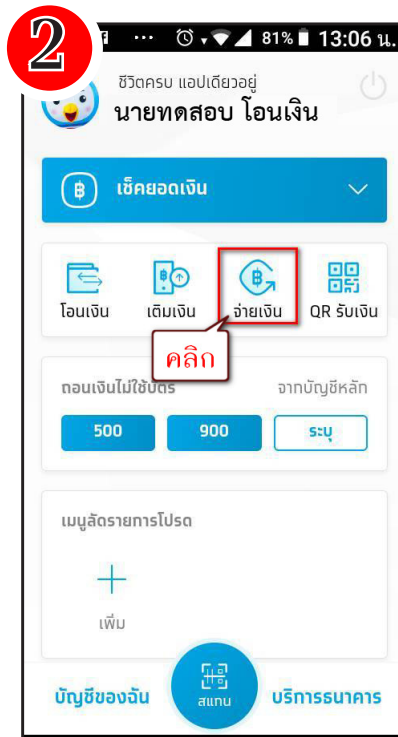 2
... 81% 13:06 น.
ชีวิตครบ แอปเดียวอยู่
นายทดสอบ โอนเงิน
฿ เช็คยอดเงิน
โอนเงิน เติมเงิน จ่ายเงิน QR รับเงิน
คลิก
ถอนเงินไม่ใช้บัตร จากบัญชีหลัก
500 900 ระบุ
เมนูลัดรายการโปรด
เพิ่ม
บัญชีของฉัน สแกน บริการธนาคาร